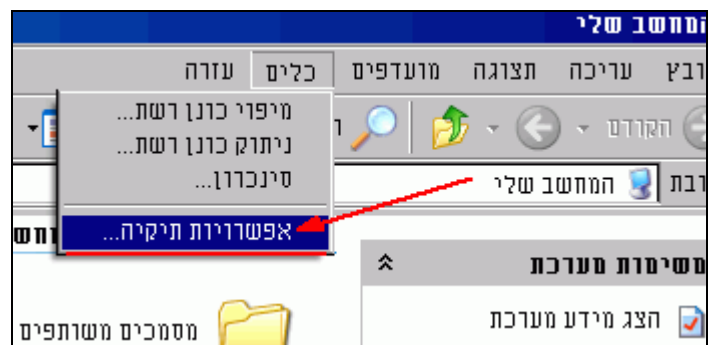 המחשב שלי
עריכה תצוגה מועדפים כלים עזרה
מיפוי כונן רשת...
ניתוק כונן רשת...
סינכרון...
אפשרויות תיקיה...
הקודם
המחשב שלי
משימות מערכת
הצג מידע מערכת
מסמכים משותפים